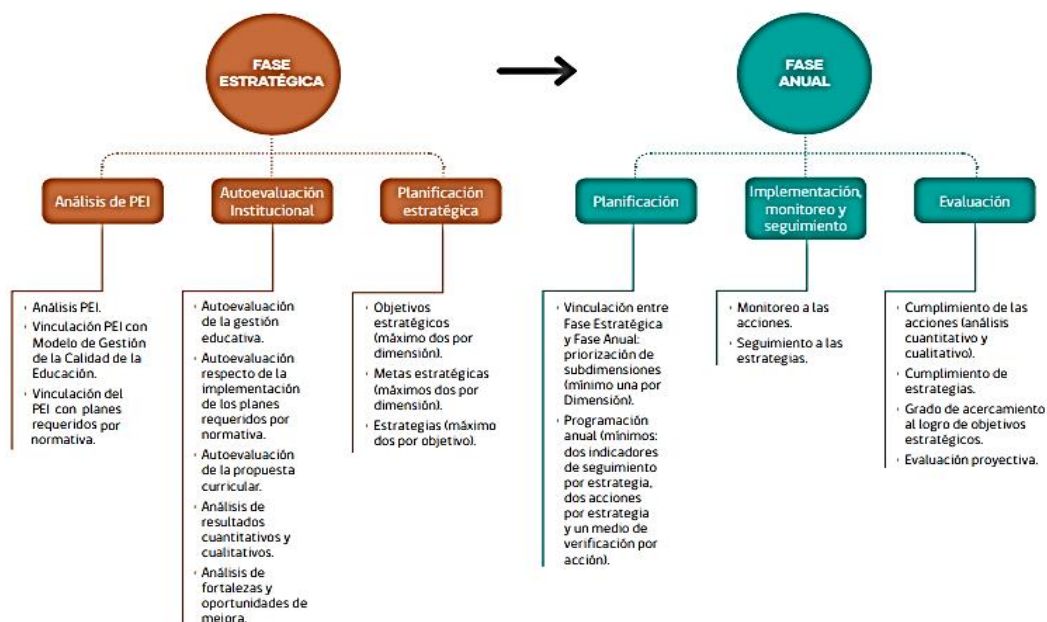 FASE
ESTRATÉGICA
FASE
ANUAL
Análisis de PEI
Autoevaluación
Institucional
Planificación
estratégica
Planificación
Implementación,
monitoreo y
seguimiento
Evaluación
· Análisis PEI.
· Vinculación PEI con
Modelo de Gestión
de la Calidad de la
Educación.
· Vinculación del
PEI con planes
requeridos por
normativa.
· Autoevaluación
de la gestión
educativa.
· Autoevaluación
respecto de la
implementación
de los planes
requeridos por
normativa.
· Autoevaluación
de la propuesta
curricular.
· Análisis de
resultados
cuantitativos y
cualitativos.
· Análisis de
fortalezas y
oportunidades de
mejora.
· Objetivos
estratégicos
(máximo dos por
dimensión).
· Metas estratégicas
(máximos dos por
dimensión).
· Estrategias (máximo
dos por objetivo).
· Vinculación entre
Fase Estratégica
y Fase Anual:
priorización de
subdimensiones
(mínimo una por
Dimensión).
· Programación
anual (mínimos:
dos indicadores
de seguimiento
por estrategia,
dos acciones
por estrategia
y un medio de
verificación por
acción).
· Monitoreo a las
acciones.
· Seguimiento a las
estrategias.
· Cumplimiento de las
acciones (análisis
cuantitativo y
cualitativo).
· Cumplimiento de
estrategias.
· Grado de acercamiento
al logro de objetivos
estratégicos.
· Evaluación proyectiva.